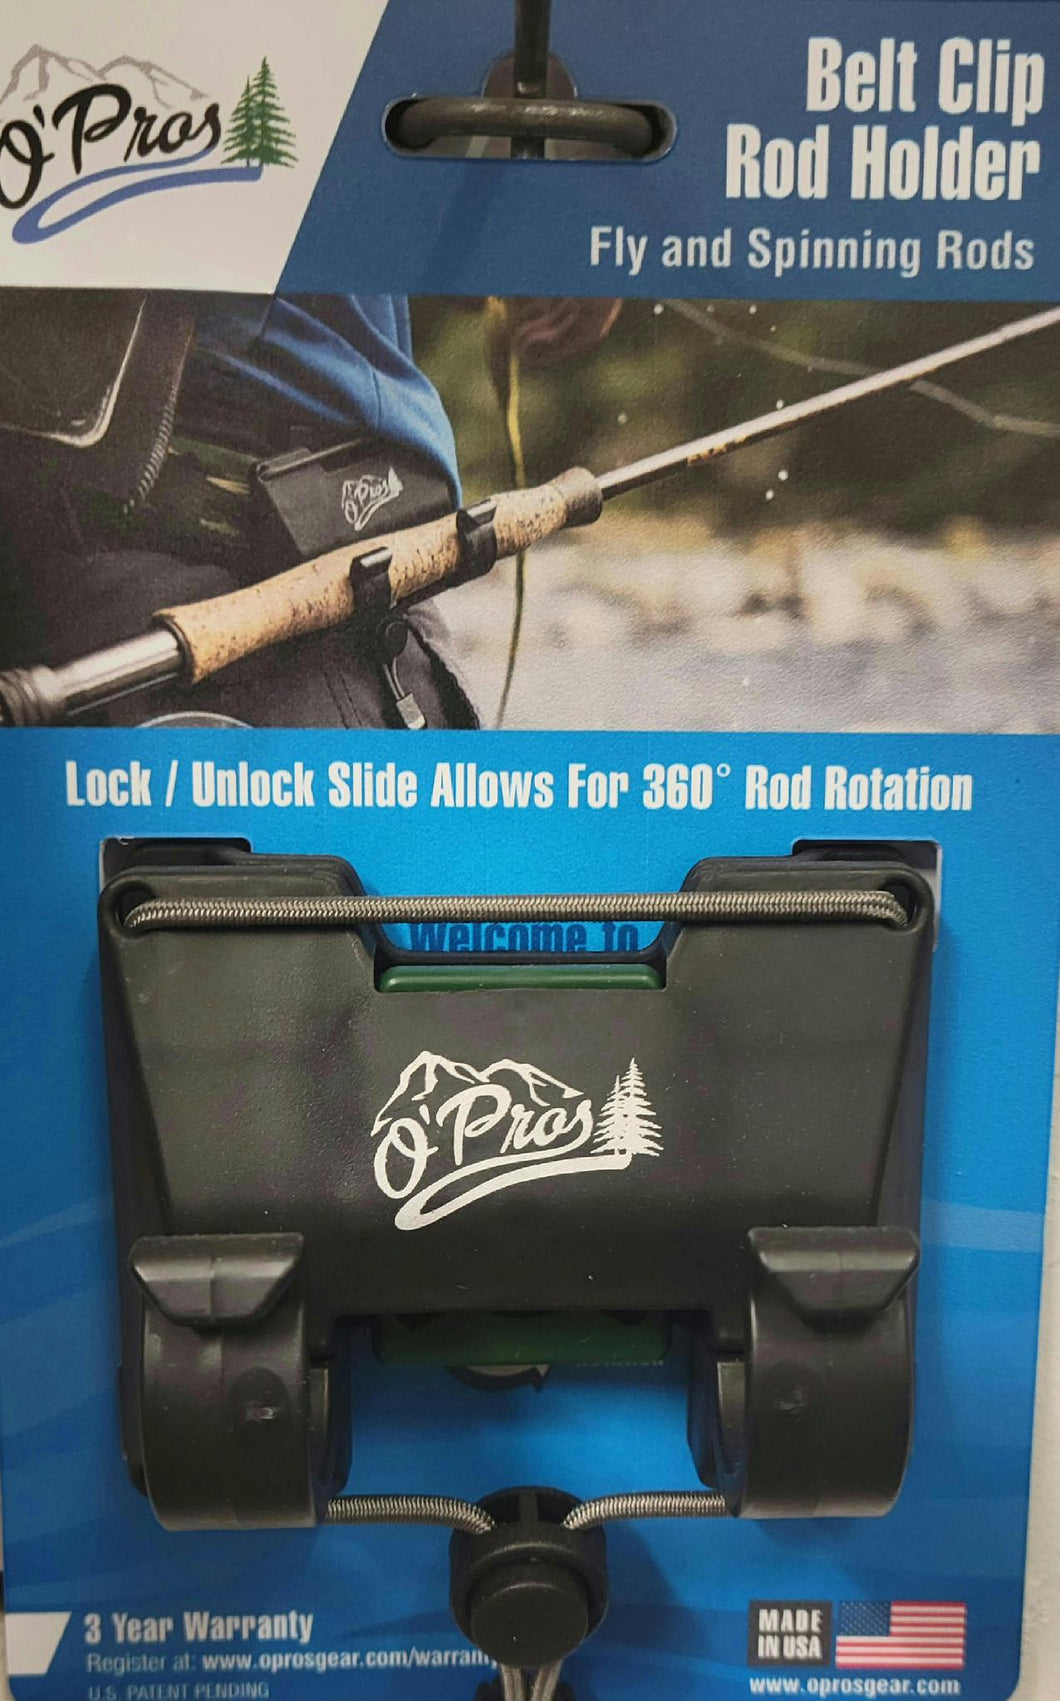 O'Pros
Belt Clip
Rod Holder
Fly and Spinning Rods
O'Pros
Lock / Unlock Slide Allows For 360° Rod Rotation
Welcome to
O'Pros
3 Year Warranty
Register at: www.oprosgear.com/warran
U.S. PATENT PENDING
MADE
IN USA
www.oprosgear.com